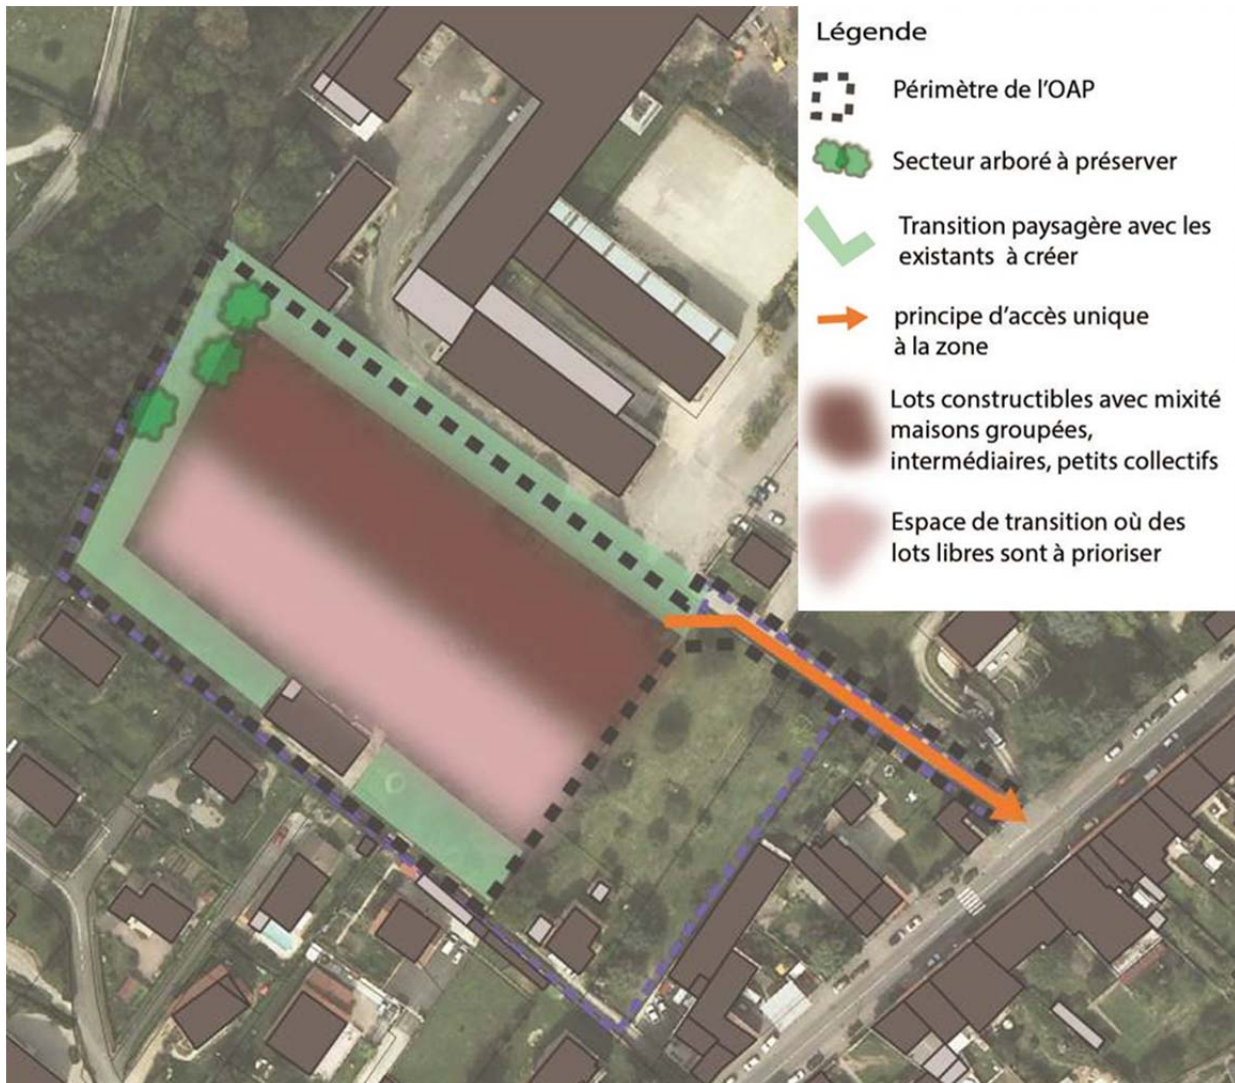 Légende
Périmètre de l'OAP
Secteur arboré à préserver
Transition paysagère avec les
existants à créer
principe d'accès unique
à la zone
Lots constructibles avec mixité
maisons groupées,
intermédiaires, petits collectifs
Espace de transition où des
lots libres sont à prioriser